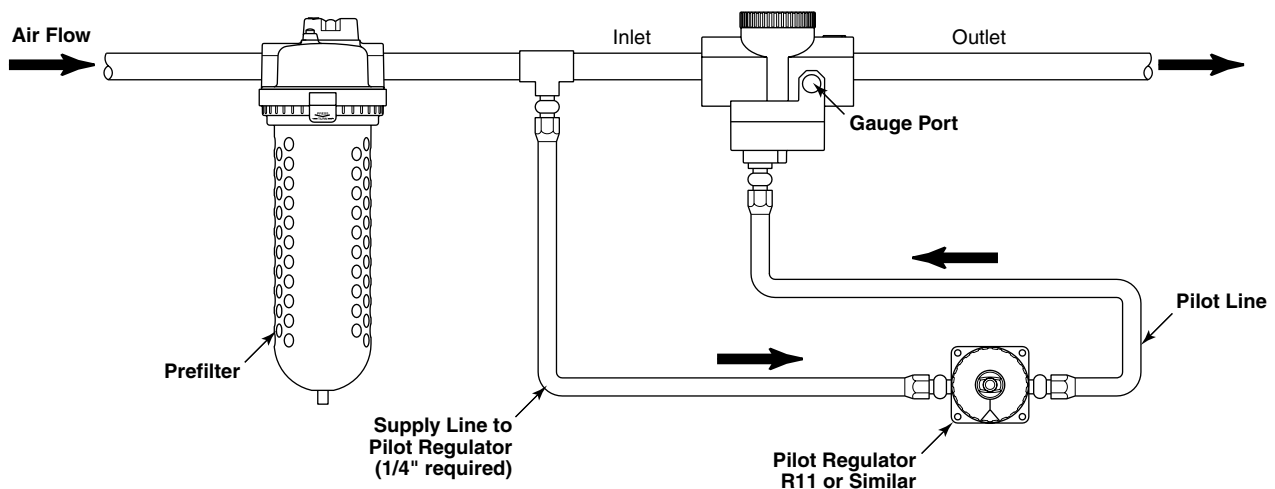 Air Flow
Inlet
Outlet
Gauge Port
Pilot Line
Prefilter
Supply Line to
Pilot Regulator
(1/4" required)
Pilot Regulator
R11 or Similar